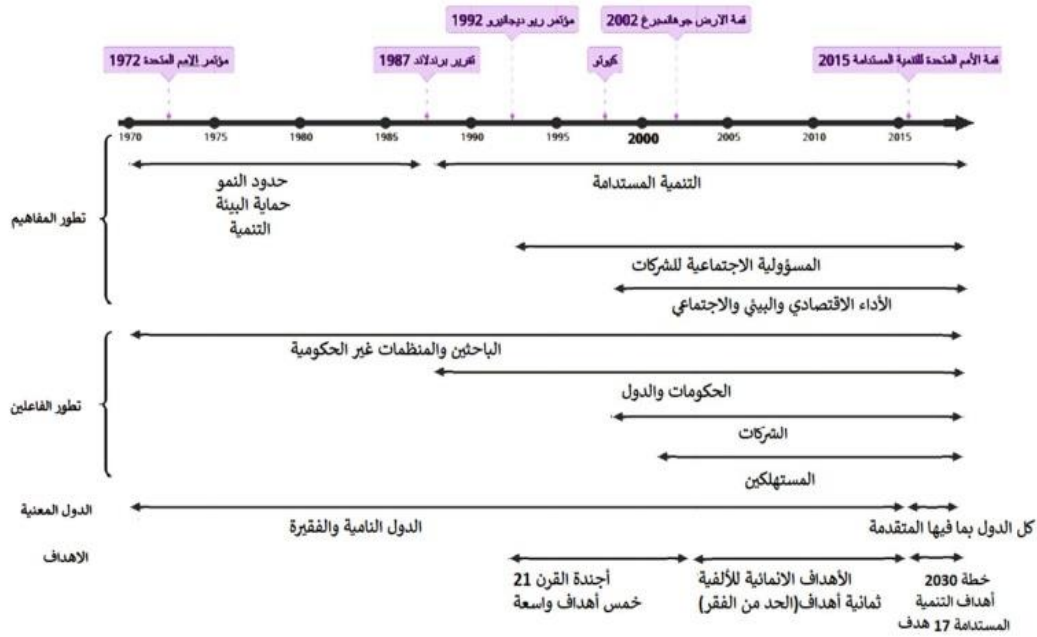 مؤتمر الأمم المتحدة 1972
تقرير برندلاند 1987
مؤتمر ريو ديجانيرو 1992
كيوتو
قمة الأرض جوهانسبرغ 2002
قمة الأمم المتحدة للتنمية المستدامة 2015
1970 1975 1980 1985 1990 1995 2000 2005 2010 2015
تطور المفاهيم
حدود النمو
حماية البيئة
التنمية
التنمية المستدامة
المسؤولية الاجتماعية للشركات
الأداء الاقتصادي والبيئي والاجتماعي
تطور الفاعلين
الباحثين والمنظمات غير الحكومية
الحكومات والدول
الشركات
المستهلكين
الدول المعنية
الدول النامية والفقيرة
كل الدول بما فيها المتقدمة
الاهداف
أجندة القرن 21
خمس أهداف واسعة
الأهداف الانمائية للألفية
ثمانية أهداف(الحد من الفقر)
خطة 2030
أهداف التنمية
المستدامة 17 هدف